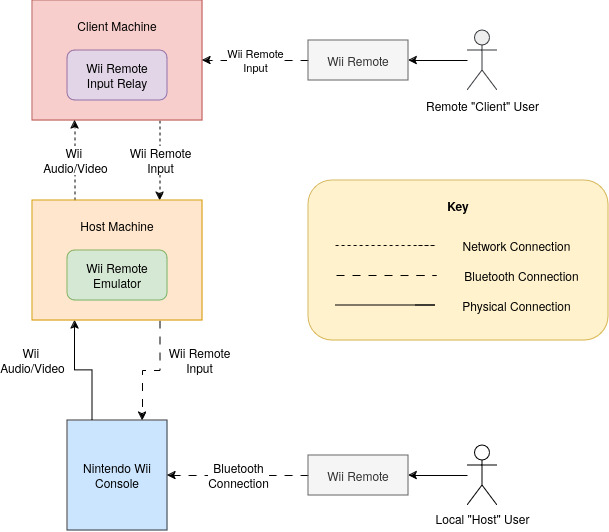 Client Machine
Wii Remote
Input Relay
Wii Remote
Input
Wii Remote
Remote "Client" User
Wii
Audio/Video
Wii Remote
Input
Host Machine
Wii Remote
Emulator
Key
Network Connection
Bluetooth Connection
Physical Connection
Wii
Audio/Video
Wii Remote
Input
Nintendo Wii
Console
Bluetooth
Connection
Wii Remote
Local "Host" User